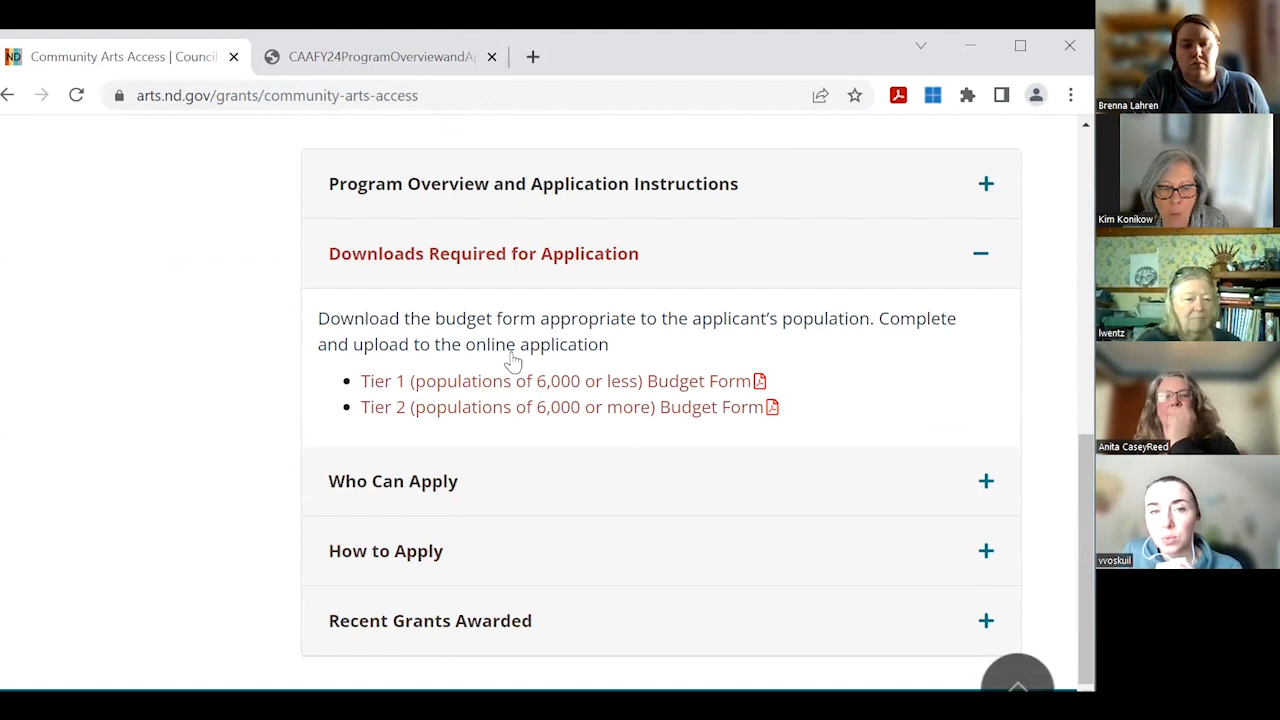 ND Community Arts Access | Council
CAAFY24ProgramOverviewandAp
arts.nd.gov/grants/community-arts-access
Program Overview and Application Instructions
Downloads Required for Application
Download the budget form appropriate to the applicant's population. Complete
and upload to the online application
Tier 1 (populations of 6,000 or less) Budget Form
Tier 2 (populations of 6,000 or more) Budget Form
Who Can Apply
How to Apply
Recent Grants Awarded
Brenna Lahren
Kim Konikow
lwentz
Anita CaseyReed
vvoskuil